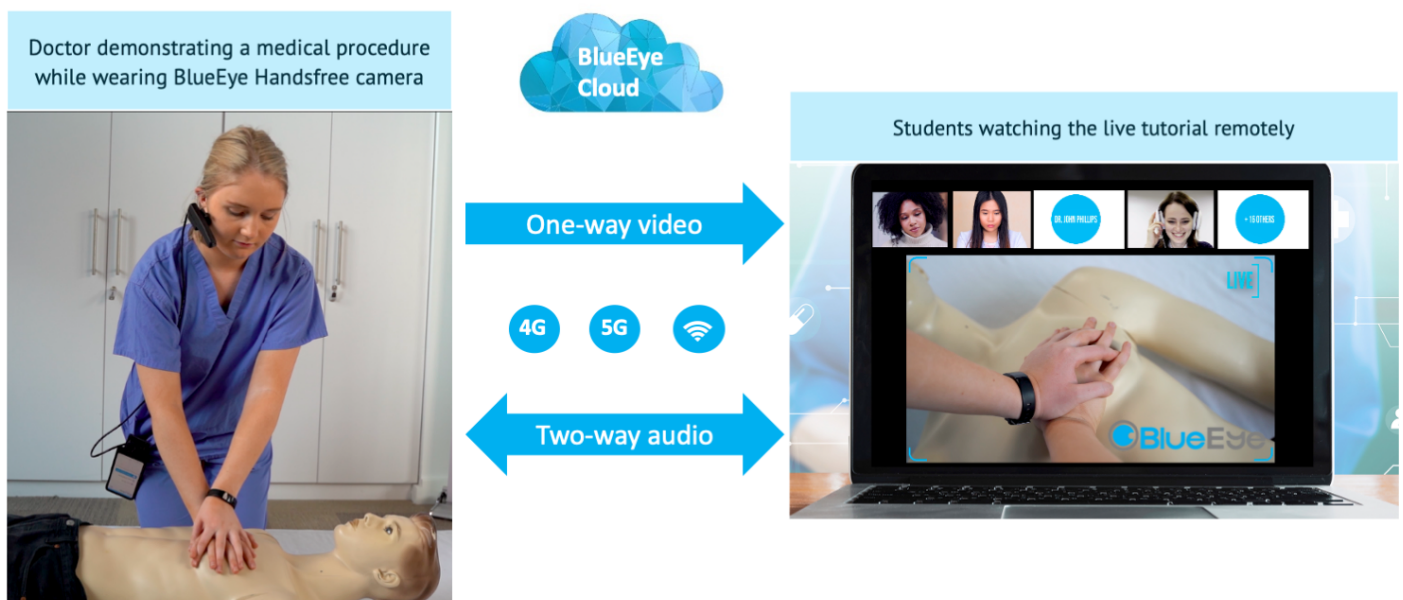 Doctor demonstrating a medical procedure
while wearing BlueEye Handsfree camera
BlueEye
Cloud
Students watching the live tutorial remotely
One-way video
4G
5G
Two-way audio
DR. JOHN PHILLIPS
+ 16 OTHERS
LIVE
BlueEye